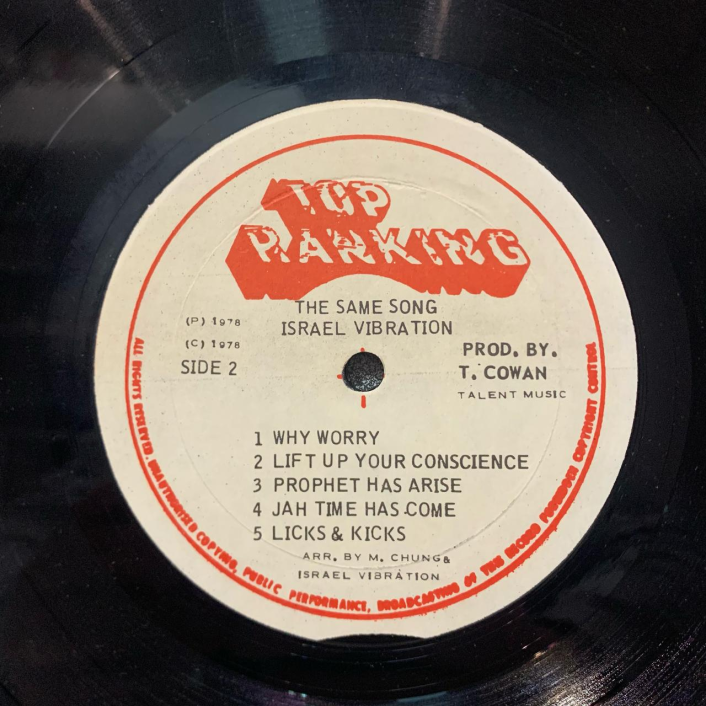 TOP
RANKING
THE SAME SONG
ISRAEL VIBRATION
(P) 1978
(C) 1978
SIDE 2
PROD. BY.
T. COWAN
TALENT MUSIC
1 WHY WORRY
2 LIFT UP YOUR CONSCIENCE
3 PROPHET HAS ARISE
4 JAH TIME HAS COME
5 LICKS & KICKS
ARR. BY M. CHUNG&
ISRAEL VIBRATION
ALL RIGHTS RESERVED. UNAUTHORISED COPYING, PUBLIC PERFORMANCE, BROADCASTING OF THIS RECORD COPYRIGHT CONTROL